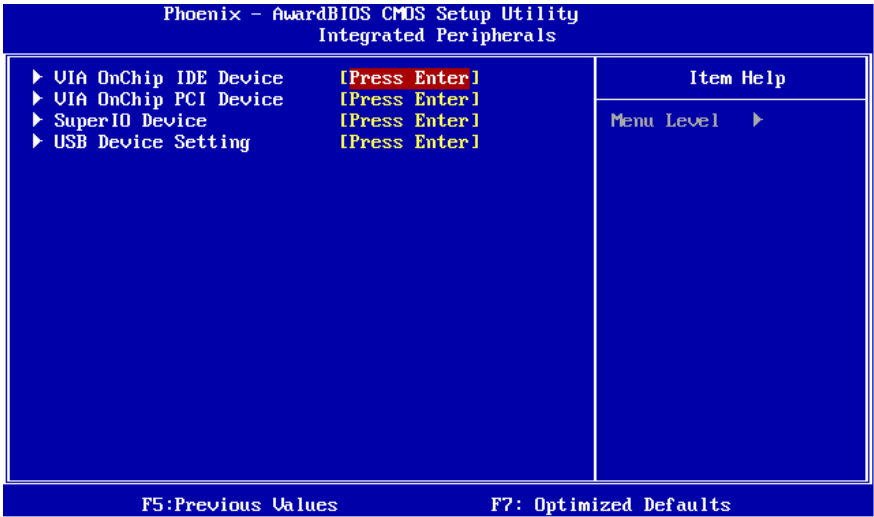 Phoenix - AwardBIOS CMOS Setup Utility
Integrated Peripherals
VIA OnChip IDE Device [Press Enter]
VIA OnChip PCI Device [Press Enter]
SuperIO Device [Press Enter]
USB Device Setting [Press Enter]
Item Help
Menu Level
F5:Previous Values F7: Optimized Defaults